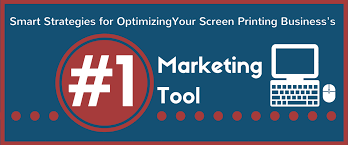 Smart Strategies for OptimizingYour Screen Printing Business's
#1
Marketing
Tool